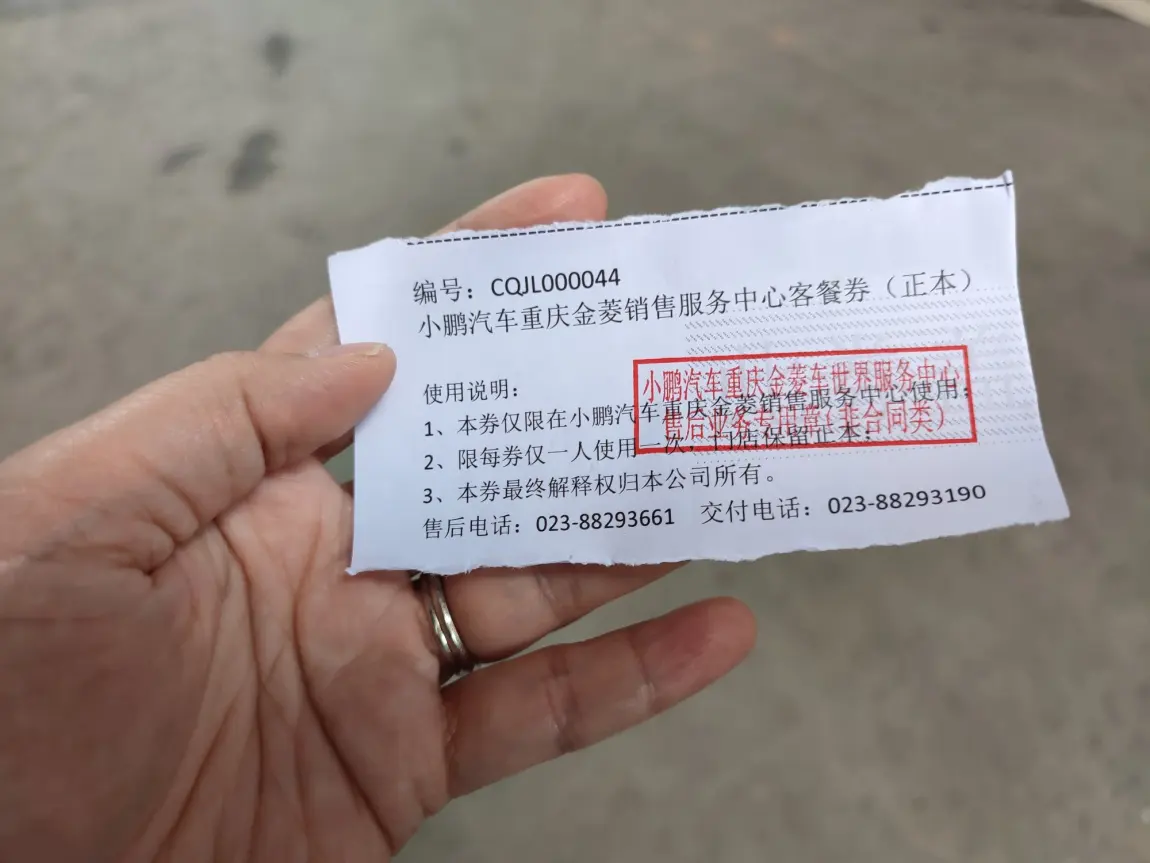 编号：CQJL000044
小鹏汽车重庆金菱销售服务中心客餐券（正本）
使用说明：
1、本券仅限在小鹏汽车重庆金菱销售服务中心使用；
2、限每券仅一人使用一次，门店保留正本；
3、本券最终解释权归本公司所有。
售后电话：023-88293661 交付电话：023-88293190
小鹏汽车重庆金菱车世界服务中心
售后业务专用章（非合同类）